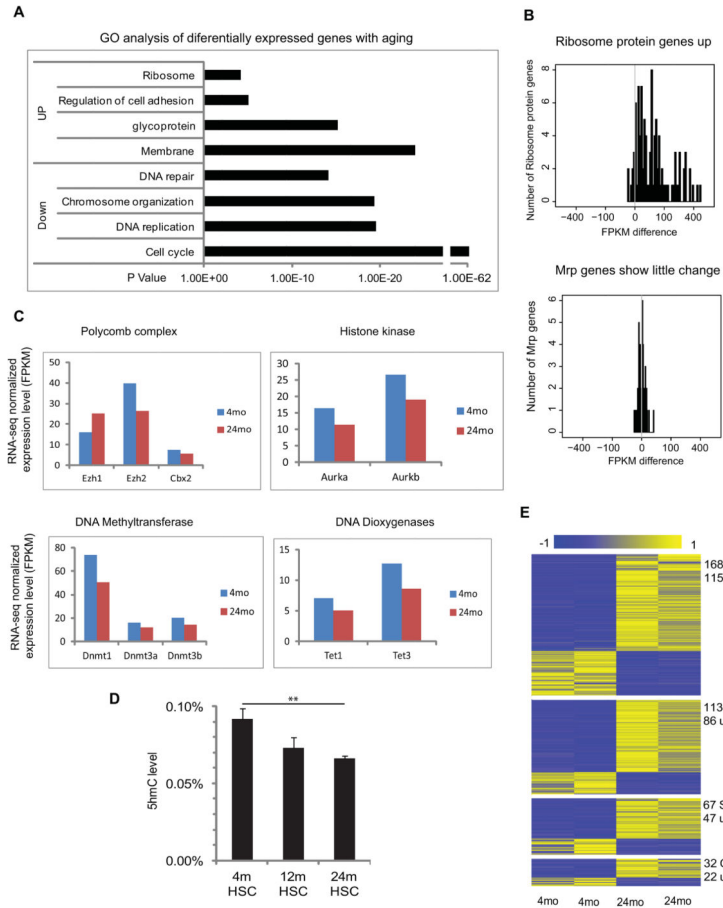 A
GO analysis of diferentially expressed genes with aging
UP
Ribosome
Regulation of cell adhesion
glycoprotein
Membrane
Down
DNA repair
Chromosome organization
DNA replication
Cell cycle
P Value
1.00E+00
1.00E-10
1.00E-20
1.00E-62
B
Ribosome protein genes up
Number of Ribosome protein genes
8
6
4
2
0
-400
-200
0
100
200
400
FPKM difference
Mrp genes show little change
Number of Mrp genes
6
5
4
3
2
1
0
-400
-200
0
100
200
400
FPKM difference
C
Polycomb complex
RNA-seq normalized
expression level (FPKM)
50
40
30
20
10
0
Ezh1
Ezh2
Cbx2
4mo
24mo
Histone kinase
30
25
20
15
10
5
0
Aurka
Aurkb
4mo
24mo
DNA Methyltransferase
RNA-seq normalized
expression level (FPKM)
80
60
40
20
0
Dnmt1
Dnmt3a
Dnmt3b
4mo
24mo
DNA Dioxygenases
15
10
5
0
Tet1
Tet3
4mo
24mo
D
**
5hmC level
0.10%
0.05%
0.00%
4m
HSC
12m
HSC
24m
HSC
E
-1
1
168
115
113
86 u
67 S
47 u
32
22 u
4mo
4mo
24mo
24mo